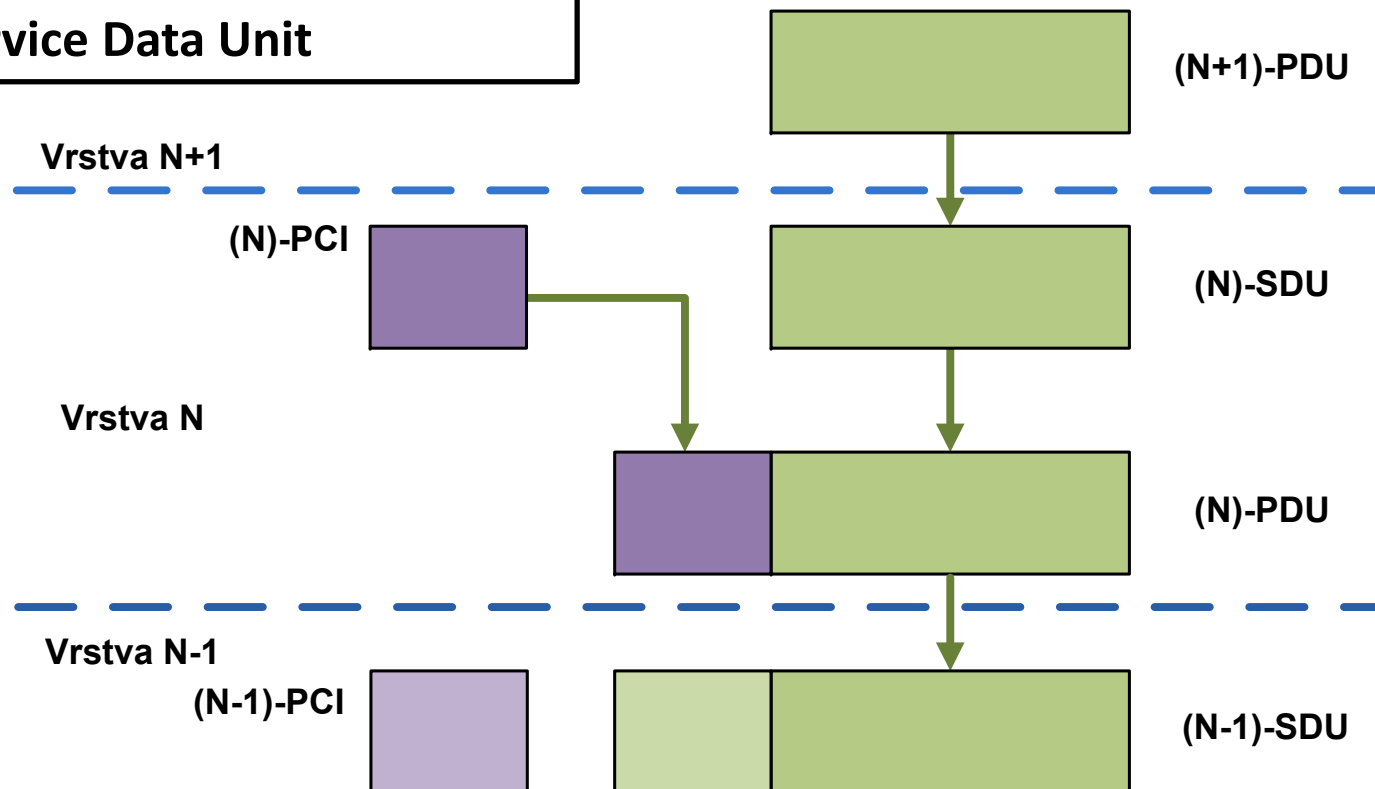 vice Data Unit
(N+1)-PDU
Vrstva N+1
(N)-PCI
(N)-SDU
Vrstva N
(N)-PDU
Vrstva N-1
(N-1)-PCI
(N-1)-SDU